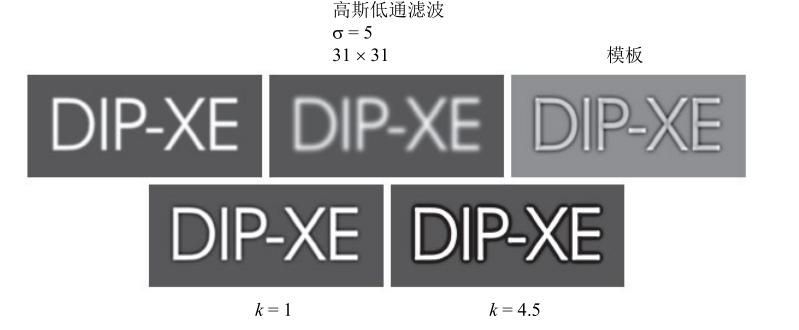 高斯低通滤波
σ = 5
31 × 31
模板
DIP-XE DIP-XE DIP-XE
DIP-XE DIP-XE
k = 1 k = 4.5